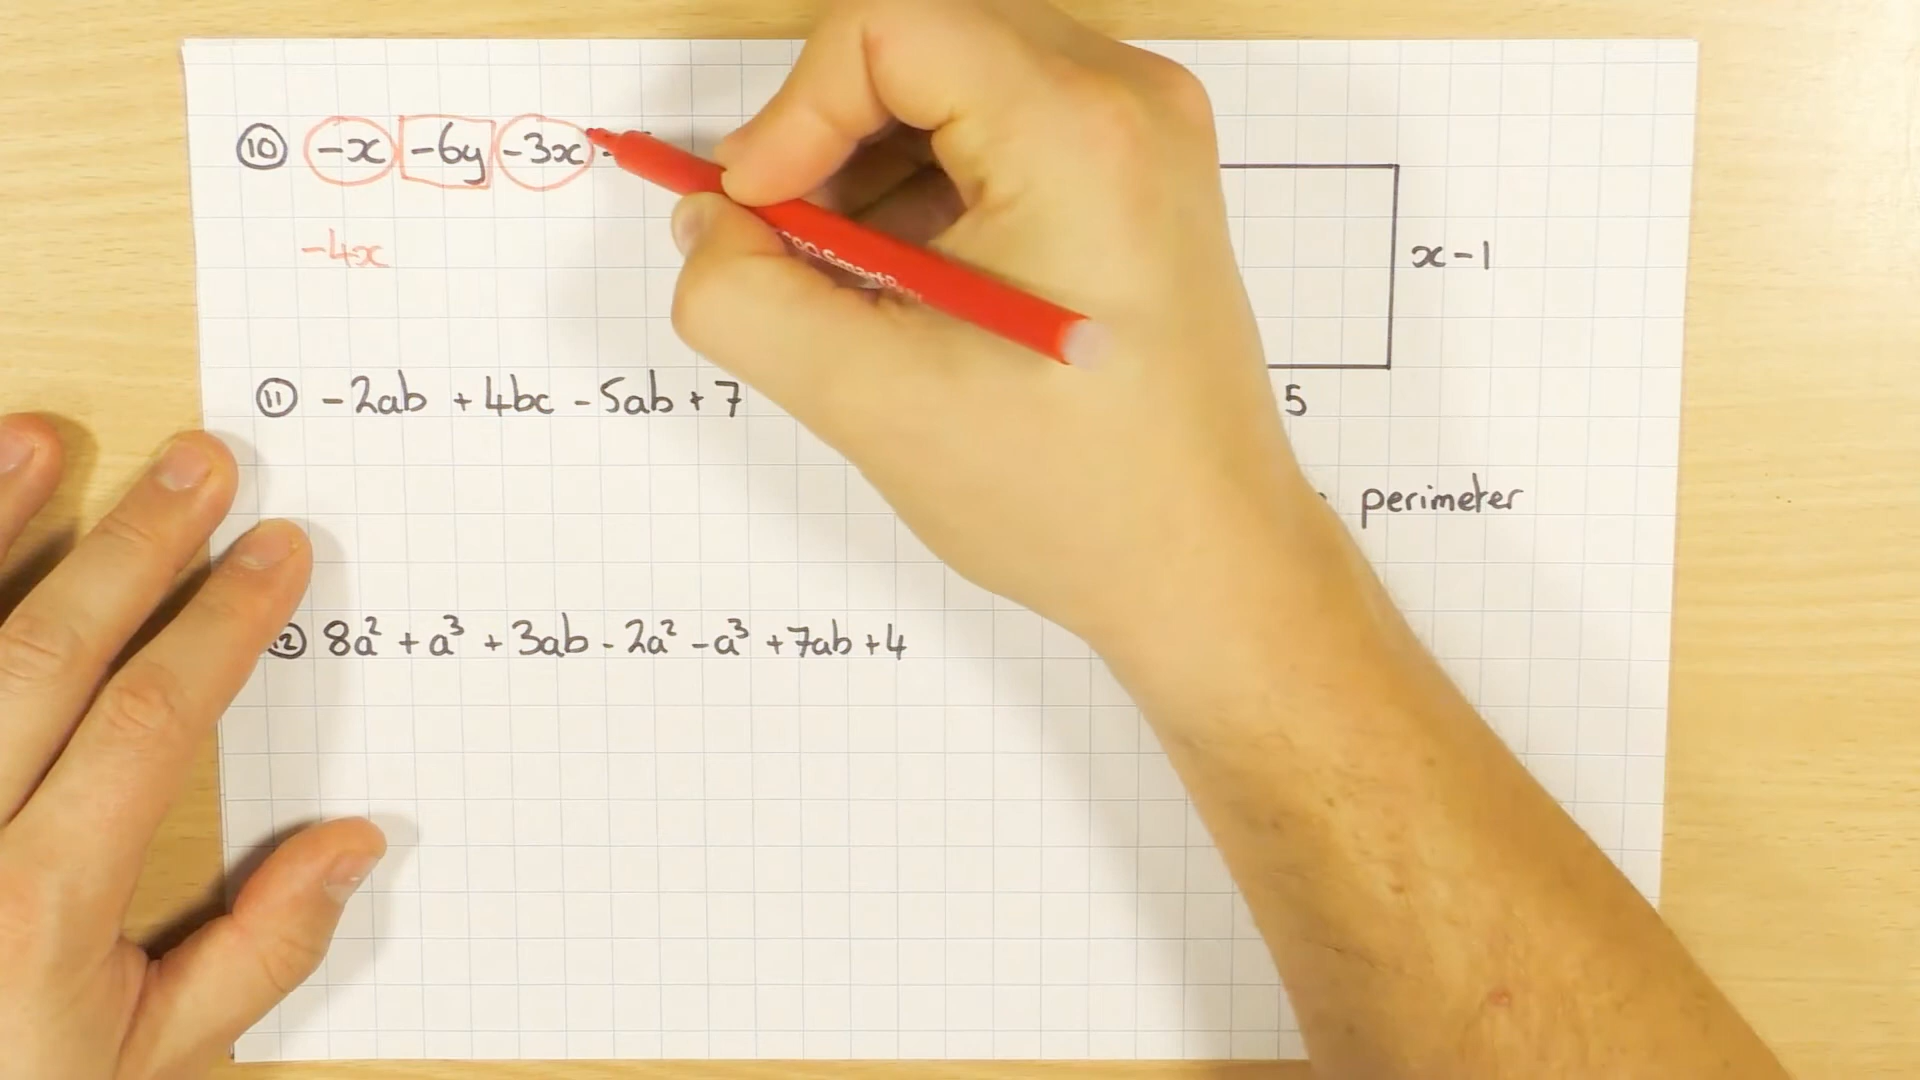 ⑩ -x -6y -3x
-4x
x-1
⑪ -2ab + 4bc - 5ab + 7
5
perimeter
⑫ 8a² + a³ + 3ab - 2a² - a³ + 7ab + 4